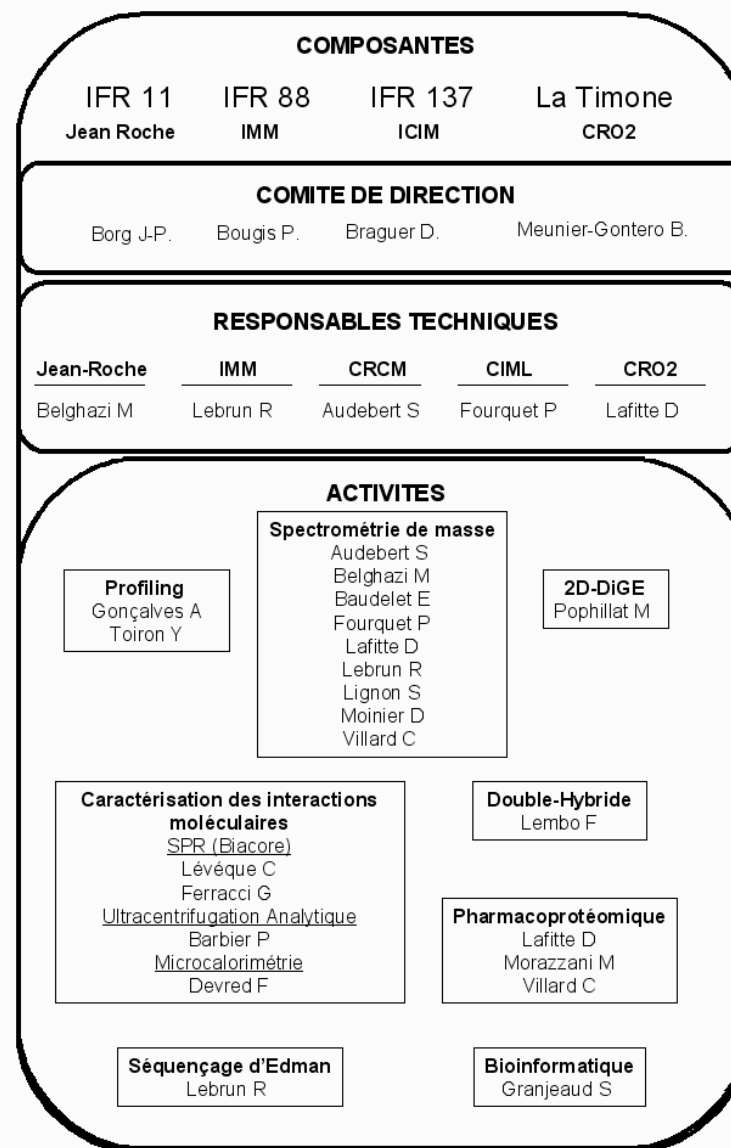 COMPOSANTES
IFR 11 IFR 88 IFR 137 La Timone
Jean Roche IMM ICIM CRO2
COMITE DE DIRECTION
Borg J-P. Bougis P. Braguer D. Meunier-Gontero B.
RESPONSABLES TECHNIQUES
Jean-Roche IMM CRCM CIML CRO2
Belghazi M Lebrun R Audebert S Fourquet P Lafitte D
ACTIVITES
Spectrométrie de masse
Audebert S
Belghazi M
Baudelet E
Fourquet P
Lafitte D
Lebrun R
Lignon S
Moinier D
Villard C
Profiling
Gonçalves A
Toiron Y
2D-DiGE
Pophillat M
Caractérisation des interactions
moléculaires
SPR (Biacore)
Lévéque C
Ferracci G
Ultracentrifugation Analytique
Barbier P
Microcalorimétrie
Devred F
Double-Hybride
Lembo F
Pharmacoprotéomique
Lafitte D
Morazzani M
Villard C
Séquençage d'Edman
Lebrun R
Bioinformatique
Granjeaud S